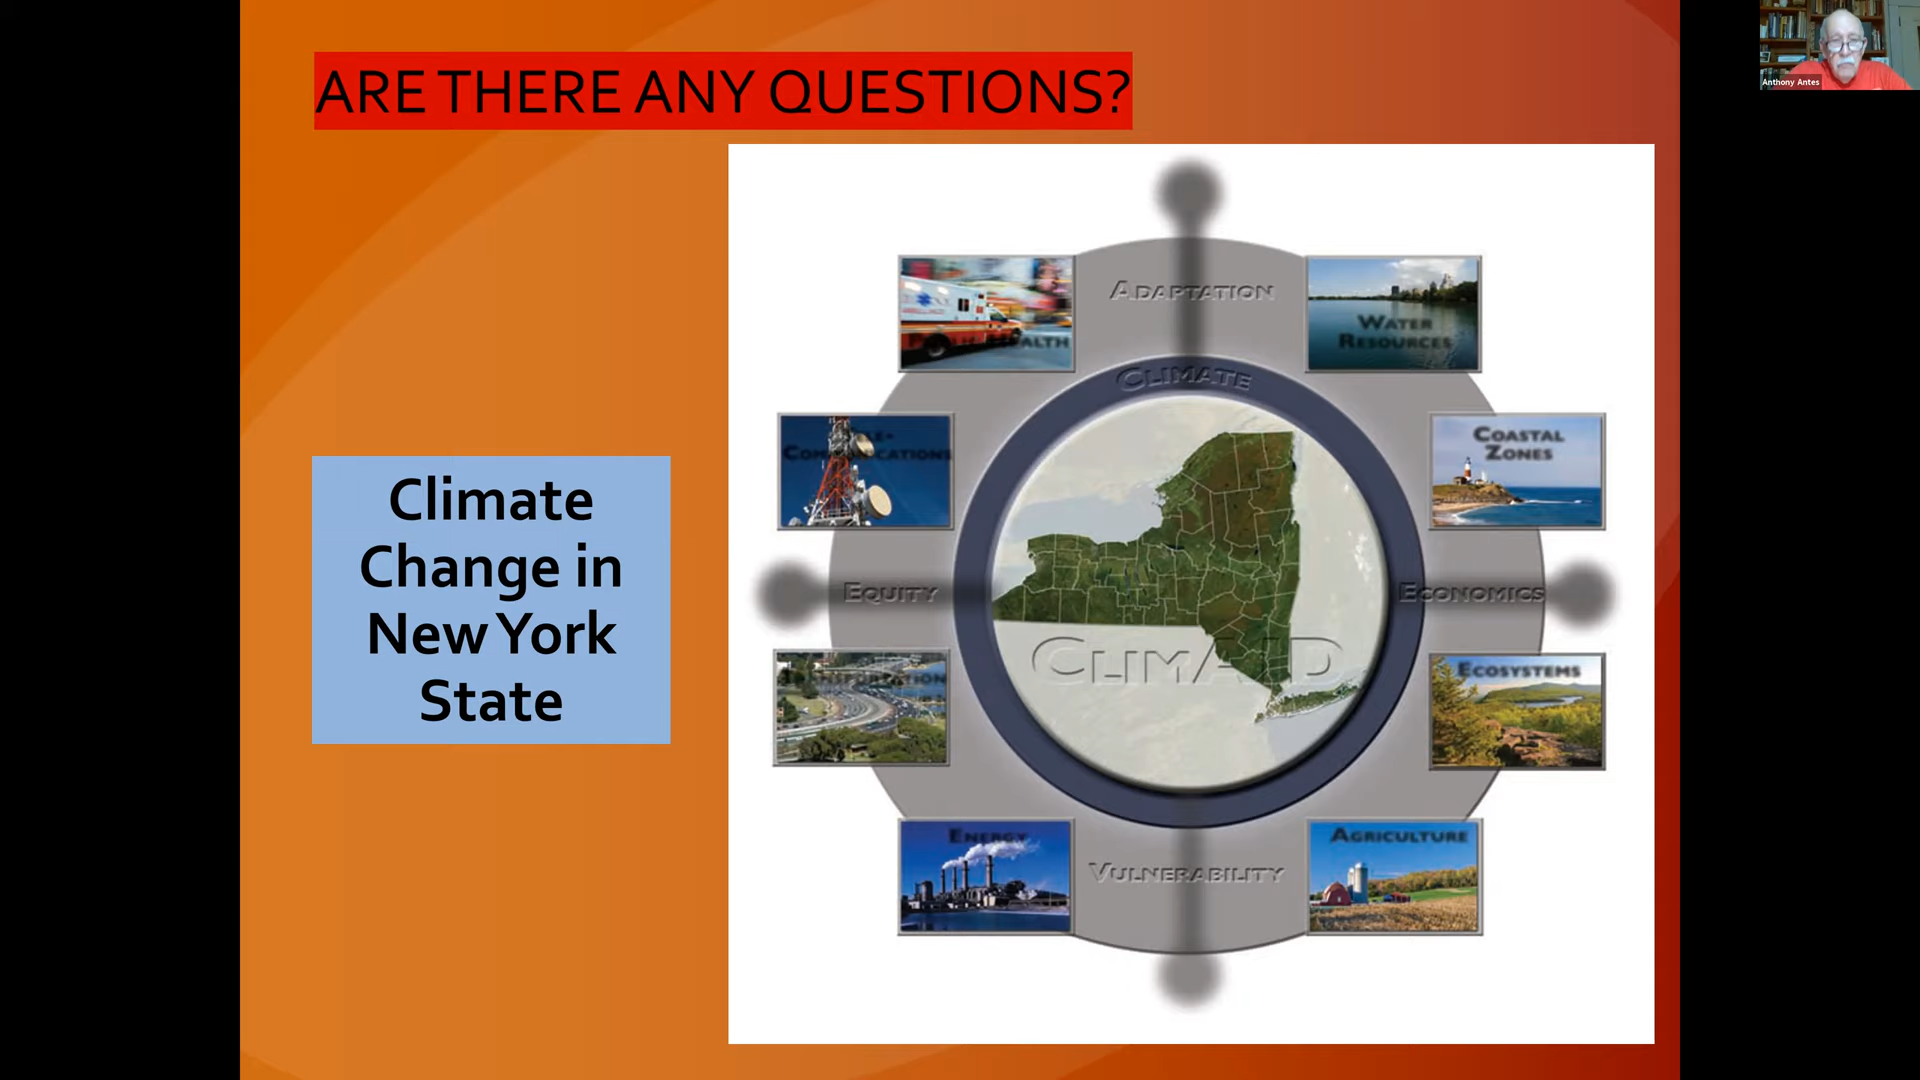 ARE THERE ANY QUESTIONS?
Anthony Antes
Climate
Change in
New York
State
ADAPTATION
WATER
RESOURCES
CLIMATE
COASTAL
ZONES
EQUITY
ECONOMICS
CLIMAID
ECOSYSTEMS
ENERGY
VULNERABILITY
AGRICULTURE